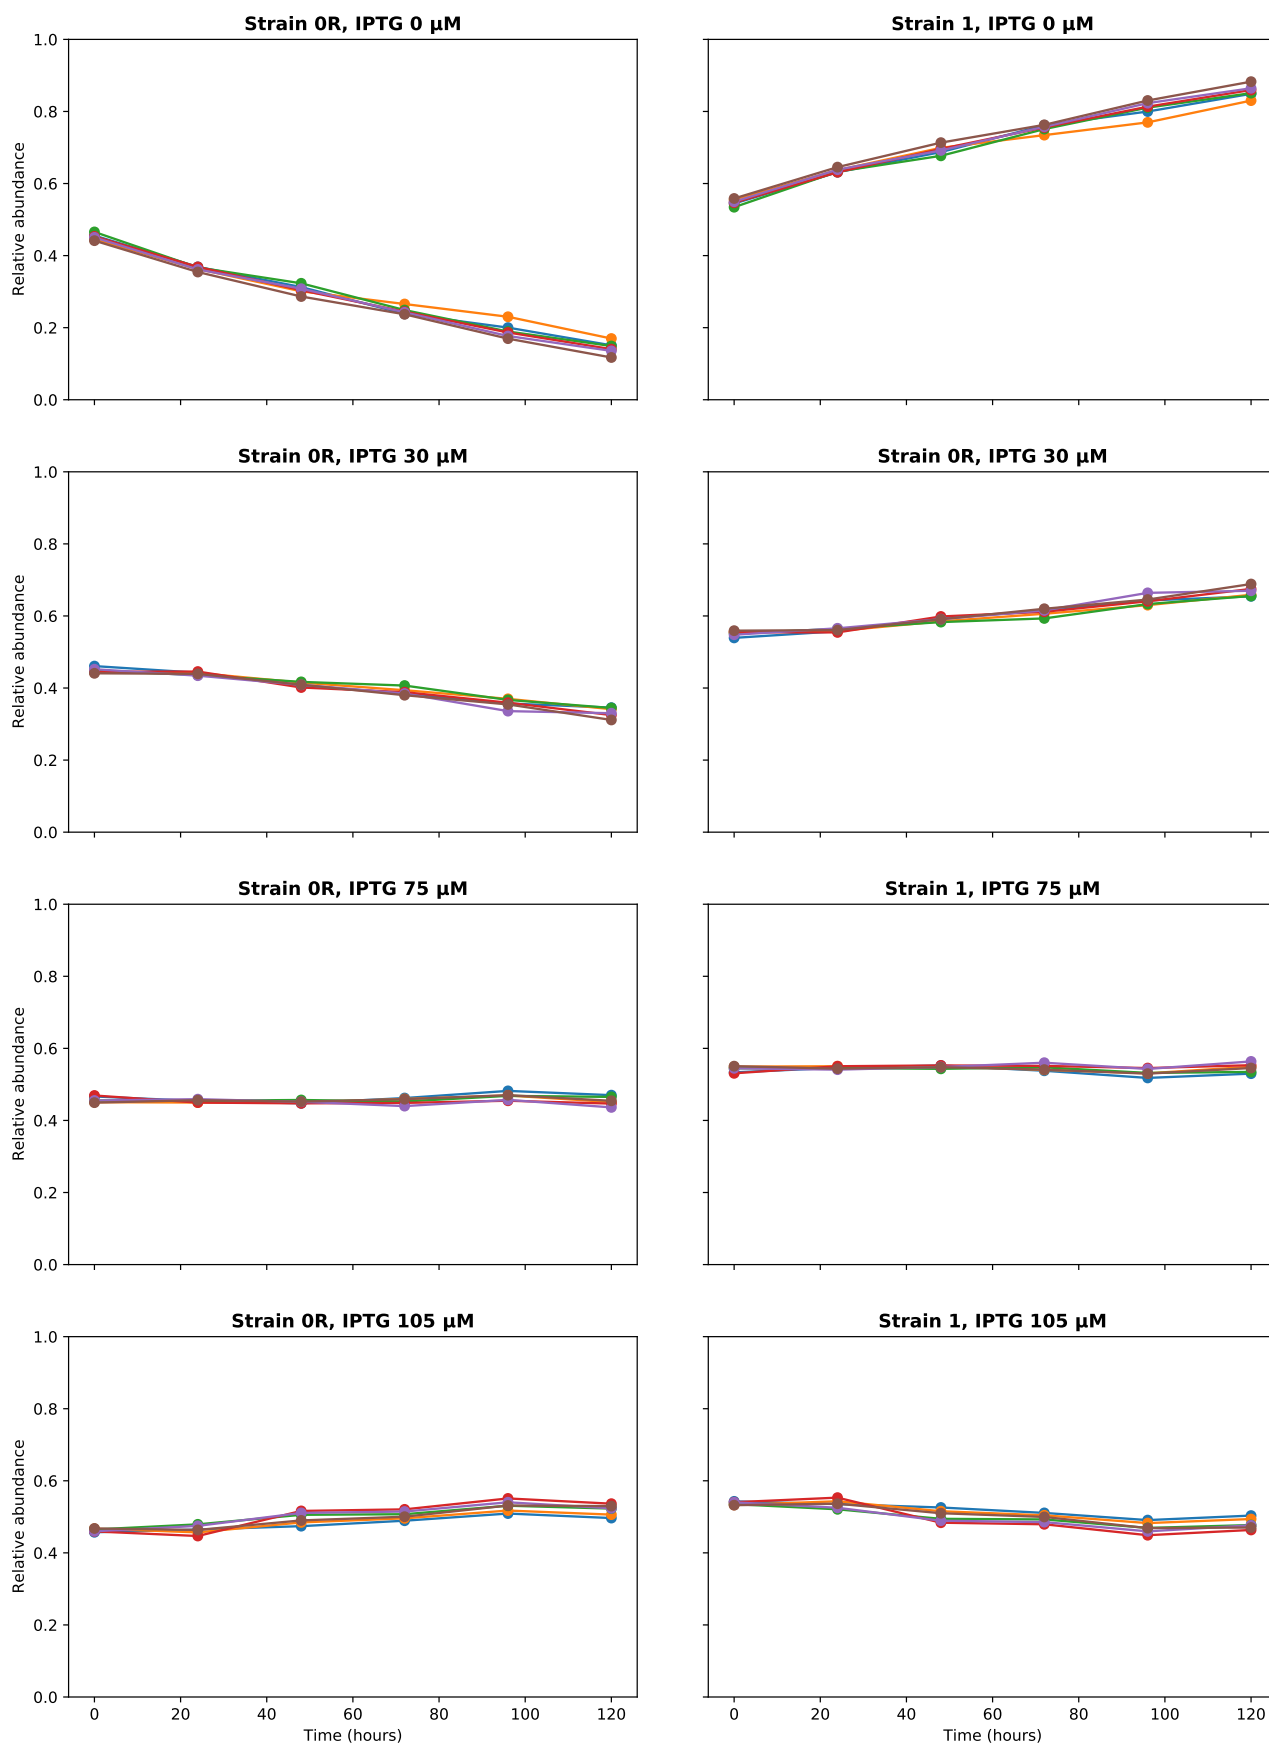 Strain 0R, IPTG 0 µM
Strain 1, IPTG 0 µM
1.0
0.8
0.6
0.4
0.2
0.0
Relative abundance
Strain 0R, IPTG 30 µM
Strain 0R, IPTG 30 µM
1.0
0.8
0.6
0.4
0.2
0.0
Relative abundance
Strain 0R, IPTG 75 µM
Strain 1, IPTG 75 µM
1.0
0.8
0.6
0.4
0.2
0.0
Relative abundance
Strain 0R, IPTG 105 µM
Strain 1, IPTG 105 µM
1.0
0.8
0.6
0.4
0.2
0.0
Relative abundance
0 20 40 60 80 100 120
0 20 40 60 80 100 120
Time (hours)
Time (hours)